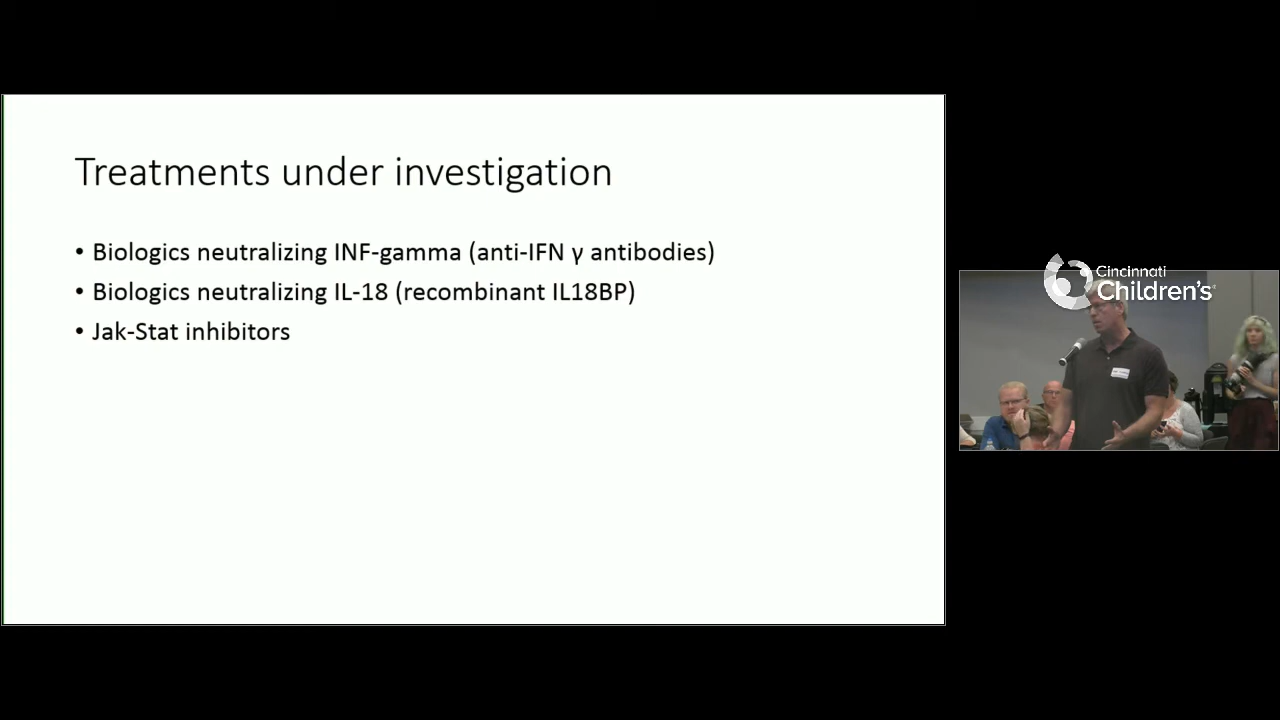 Treatments under investigation
• Biologics neutralizing INF-gamma (anti-IFN γ antibodies)
• Biologics neutralizing IL-18 (recombinant IL18BP)
• Jak-Stat inhibitors
Cincinnati
Children's